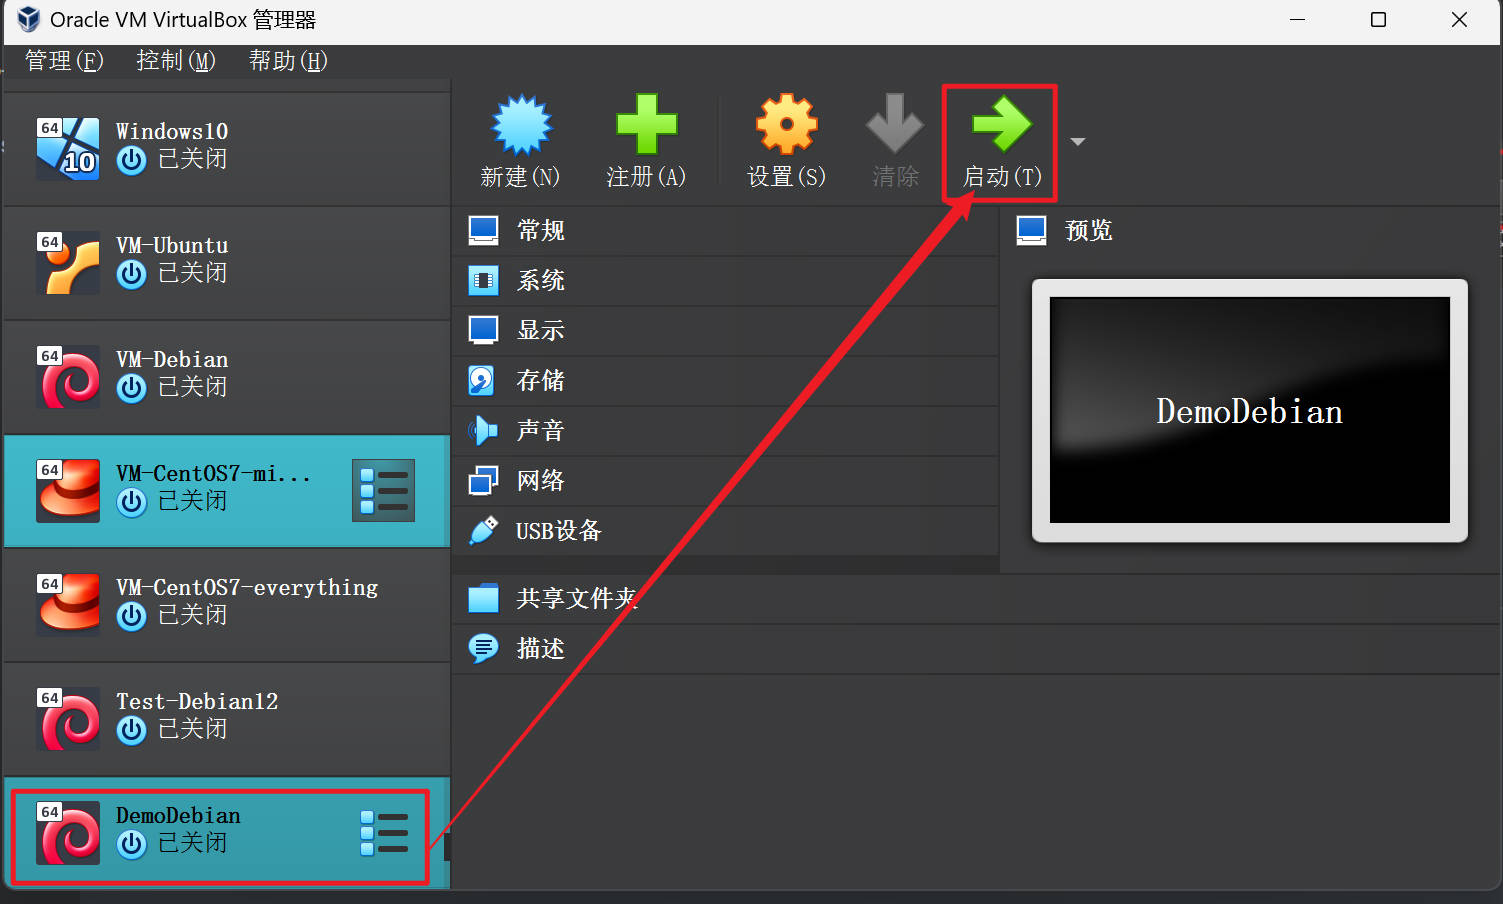 Oracle VM VirtualBox 管理器
管理(F) 控制(M) 帮助(H)
64
10
Windows10
已关闭
64
VM-Ubuntu
已关闭
64
VM-Debian
已关闭
64
VM-CentOS7-mi...
已关闭
64
VM-CentOS7-everything
已关闭
64
Test-Debian12
已关闭
64
DemoDebian
已关闭
新建(N) 注册(A) 设置(S) 清除 启动(T)
常规
系统
显示
存储
声音
网络
USB设备
共享文件夹
描述
预览
DemoDebian